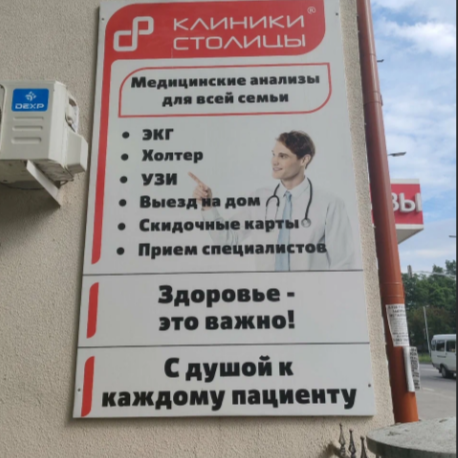 КЛИНИКИ
СТОЛИЦЫ
Медицинские анализы
для всей семьи
• ЭКГ
• Холтер
• УЗИ
• Выезд на дом
• Скидочные карты
• Прием специалистов
Здоровье -
это важно!
С душой к
каждому пациенту
DEXP
ВЫ